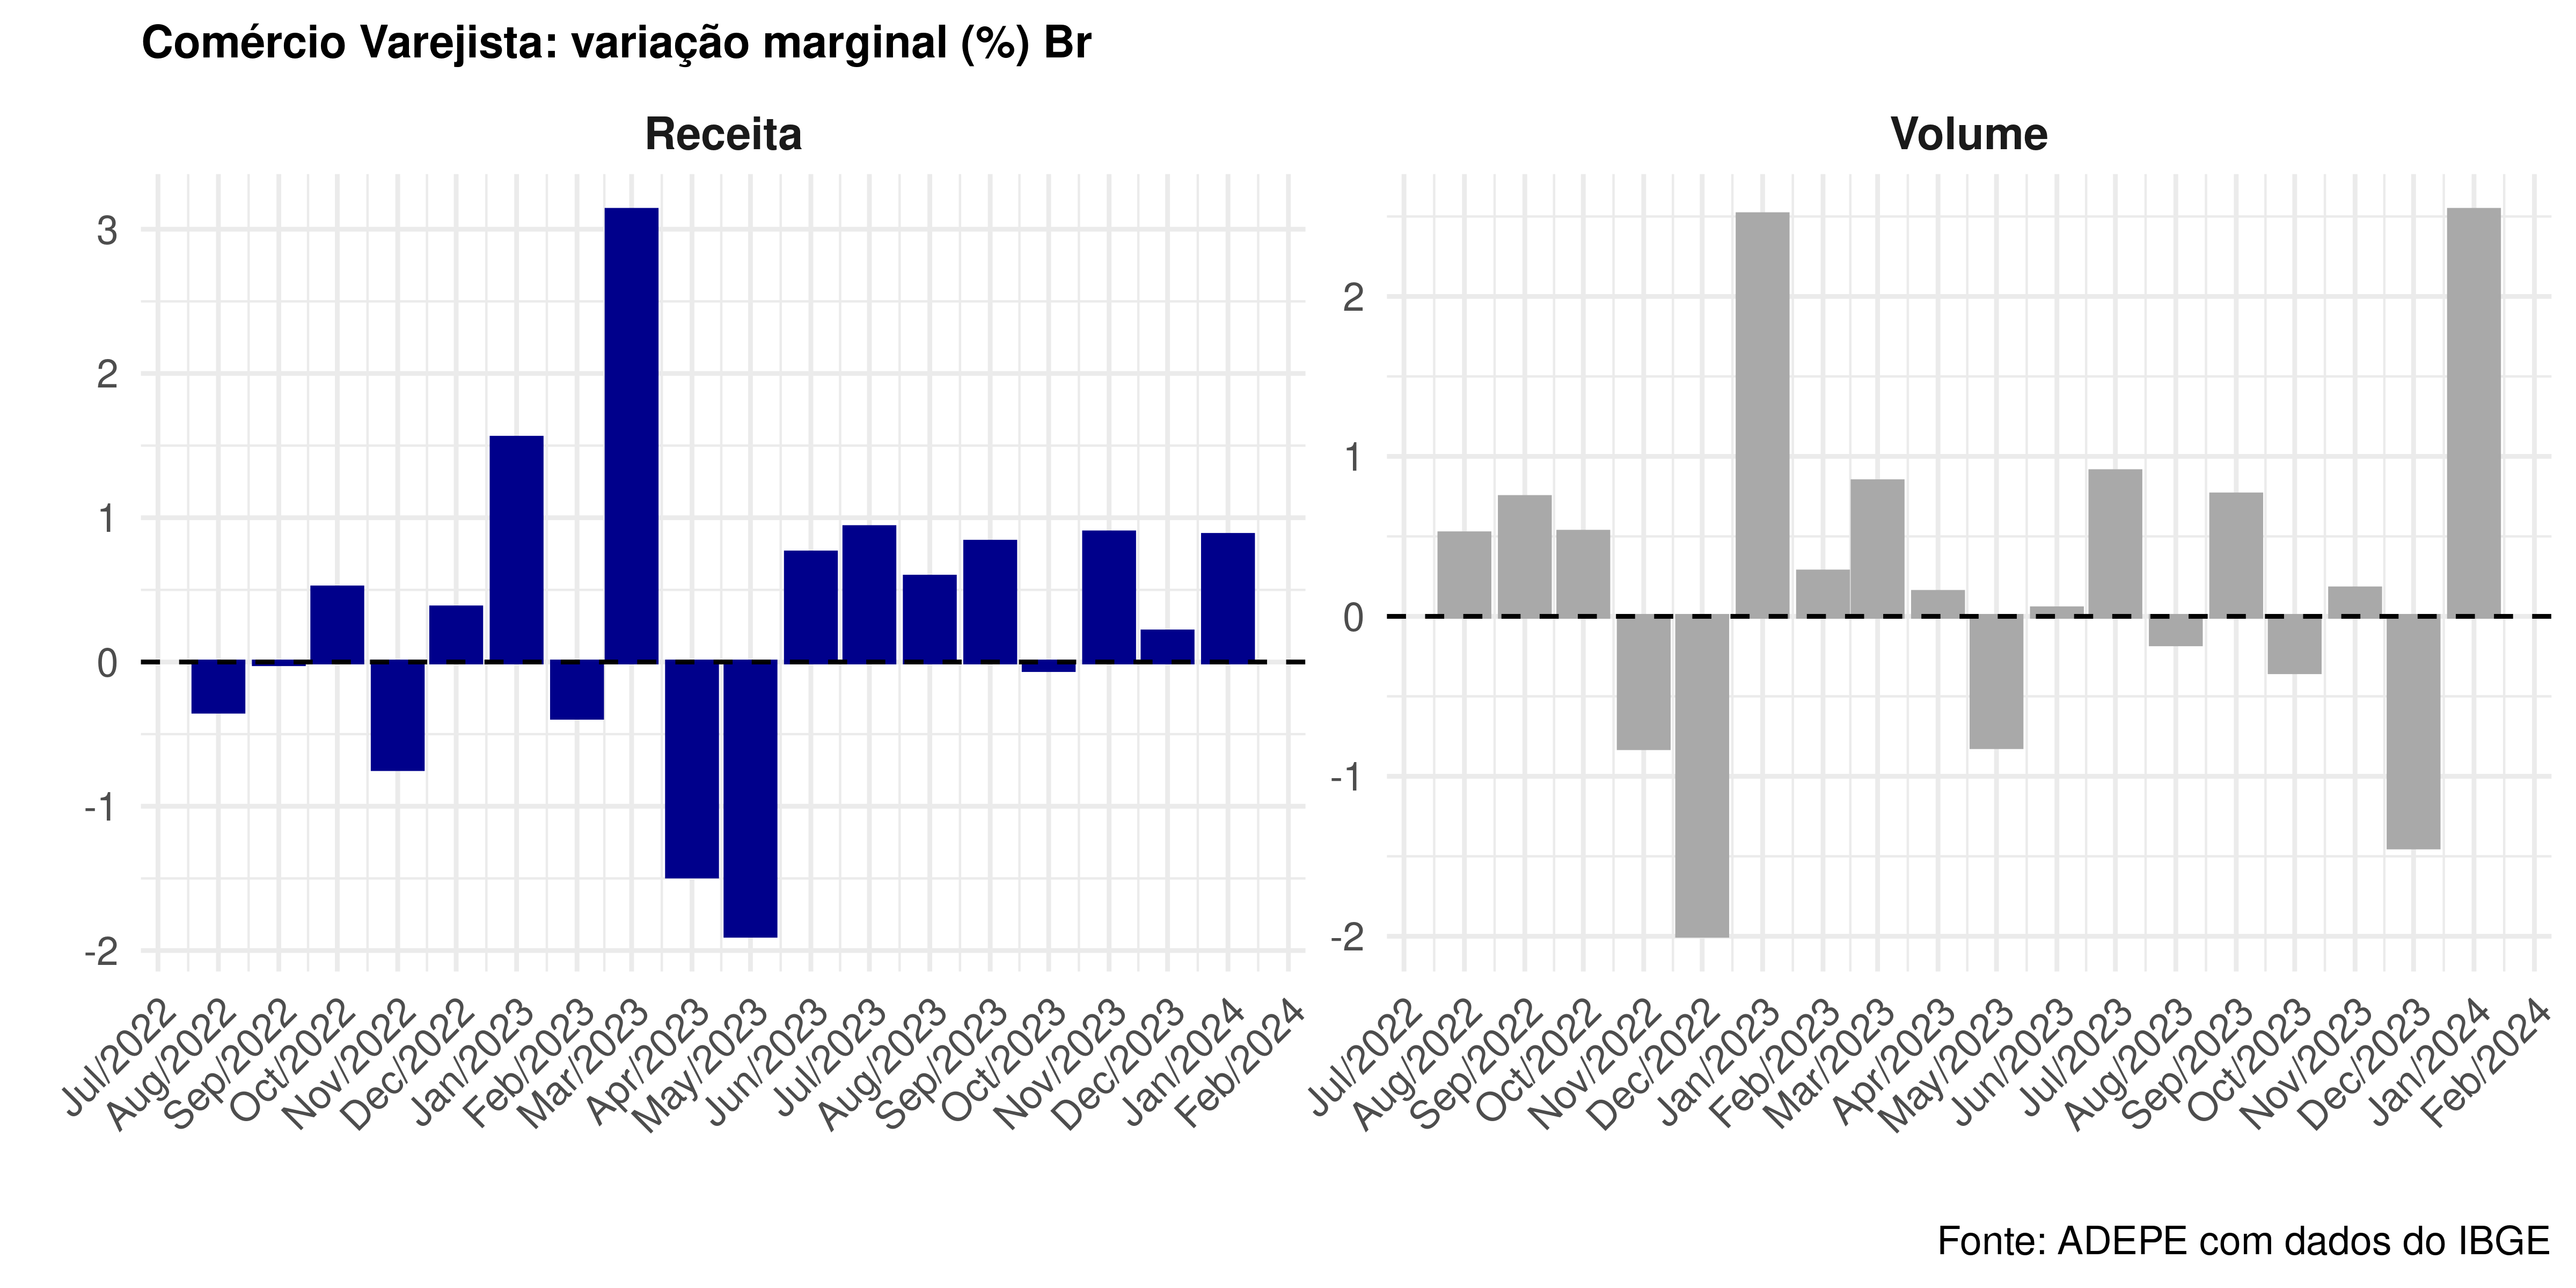 Comércio Varejista: variação marginal (%) Br
Receita
3
2
1
0
-1
-2
Jul/2022
Aug/2022
Sep/2022
Oct/2022
Nov/2022
Dec/2022
Jan/2023
Feb/2023
Mar/2023
Apr/2023
May/2023
Jun/2023
Jul/2023
Aug/2023
Sep/2023
Oct/2023
Nov/2023
Dec/2023
Jan/2024
Feb/2024
Volume
2
1
0
-1
-2
Jul/2022
Aug/2022
Sep/2022
Oct/2022
Nov/2022
Dec/2022
Jan/2023
Feb/2023
Mar/2023
Apr/2023
May/2023
Jun/2023
Jul/2023
Aug/2023
Sep/2023
Oct/2023
Nov/2023
Dec/2023
Jan/2024
Feb/2024
Fonte: ADEPE com dados do IBGE